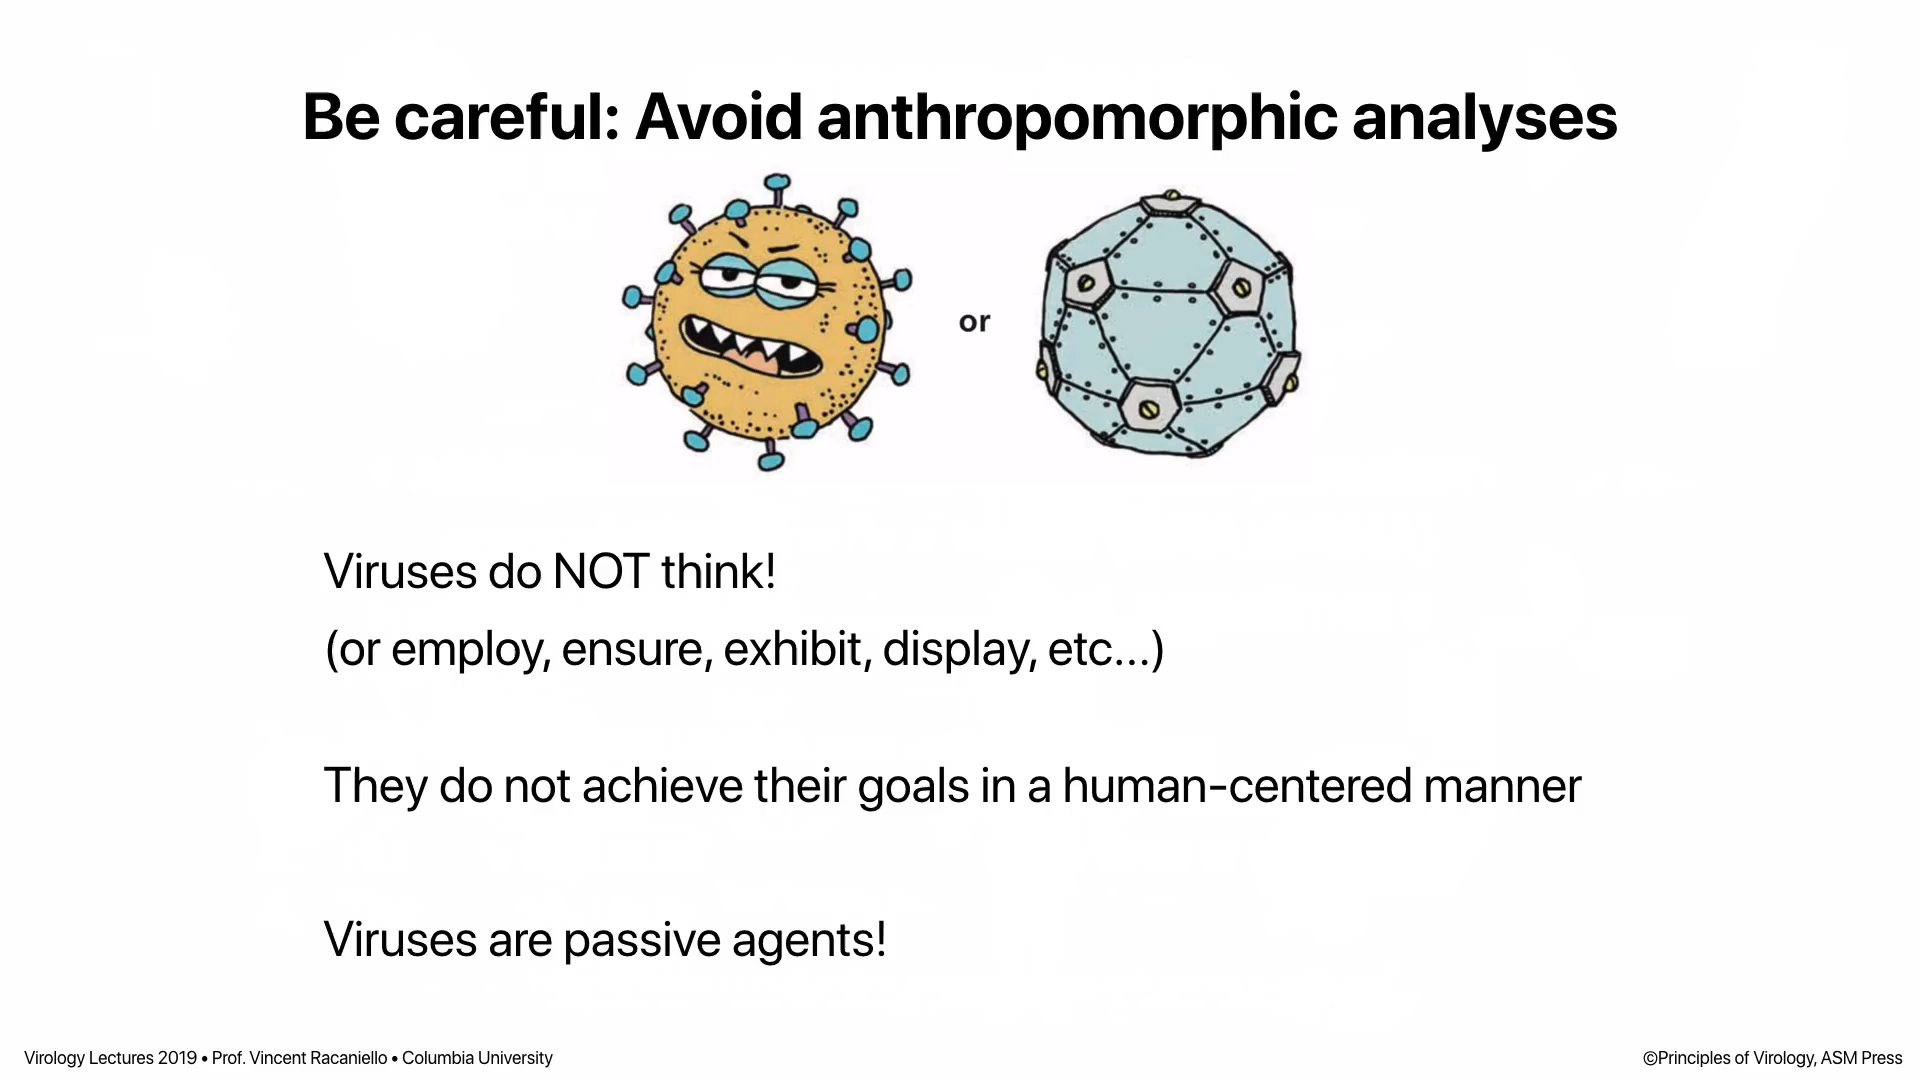 Be careful: Avoid anthropomorphic analyses
or
Viruses do NOT think!
(or employ, ensure, exhibit, display, etc...)
They do not achieve their goals in a human-centered manner
Viruses are passive agents!
Virology Lectures 2019 • Prof. Vincent Racaniello • Columbia University
©Principles of Virology, ASM Press